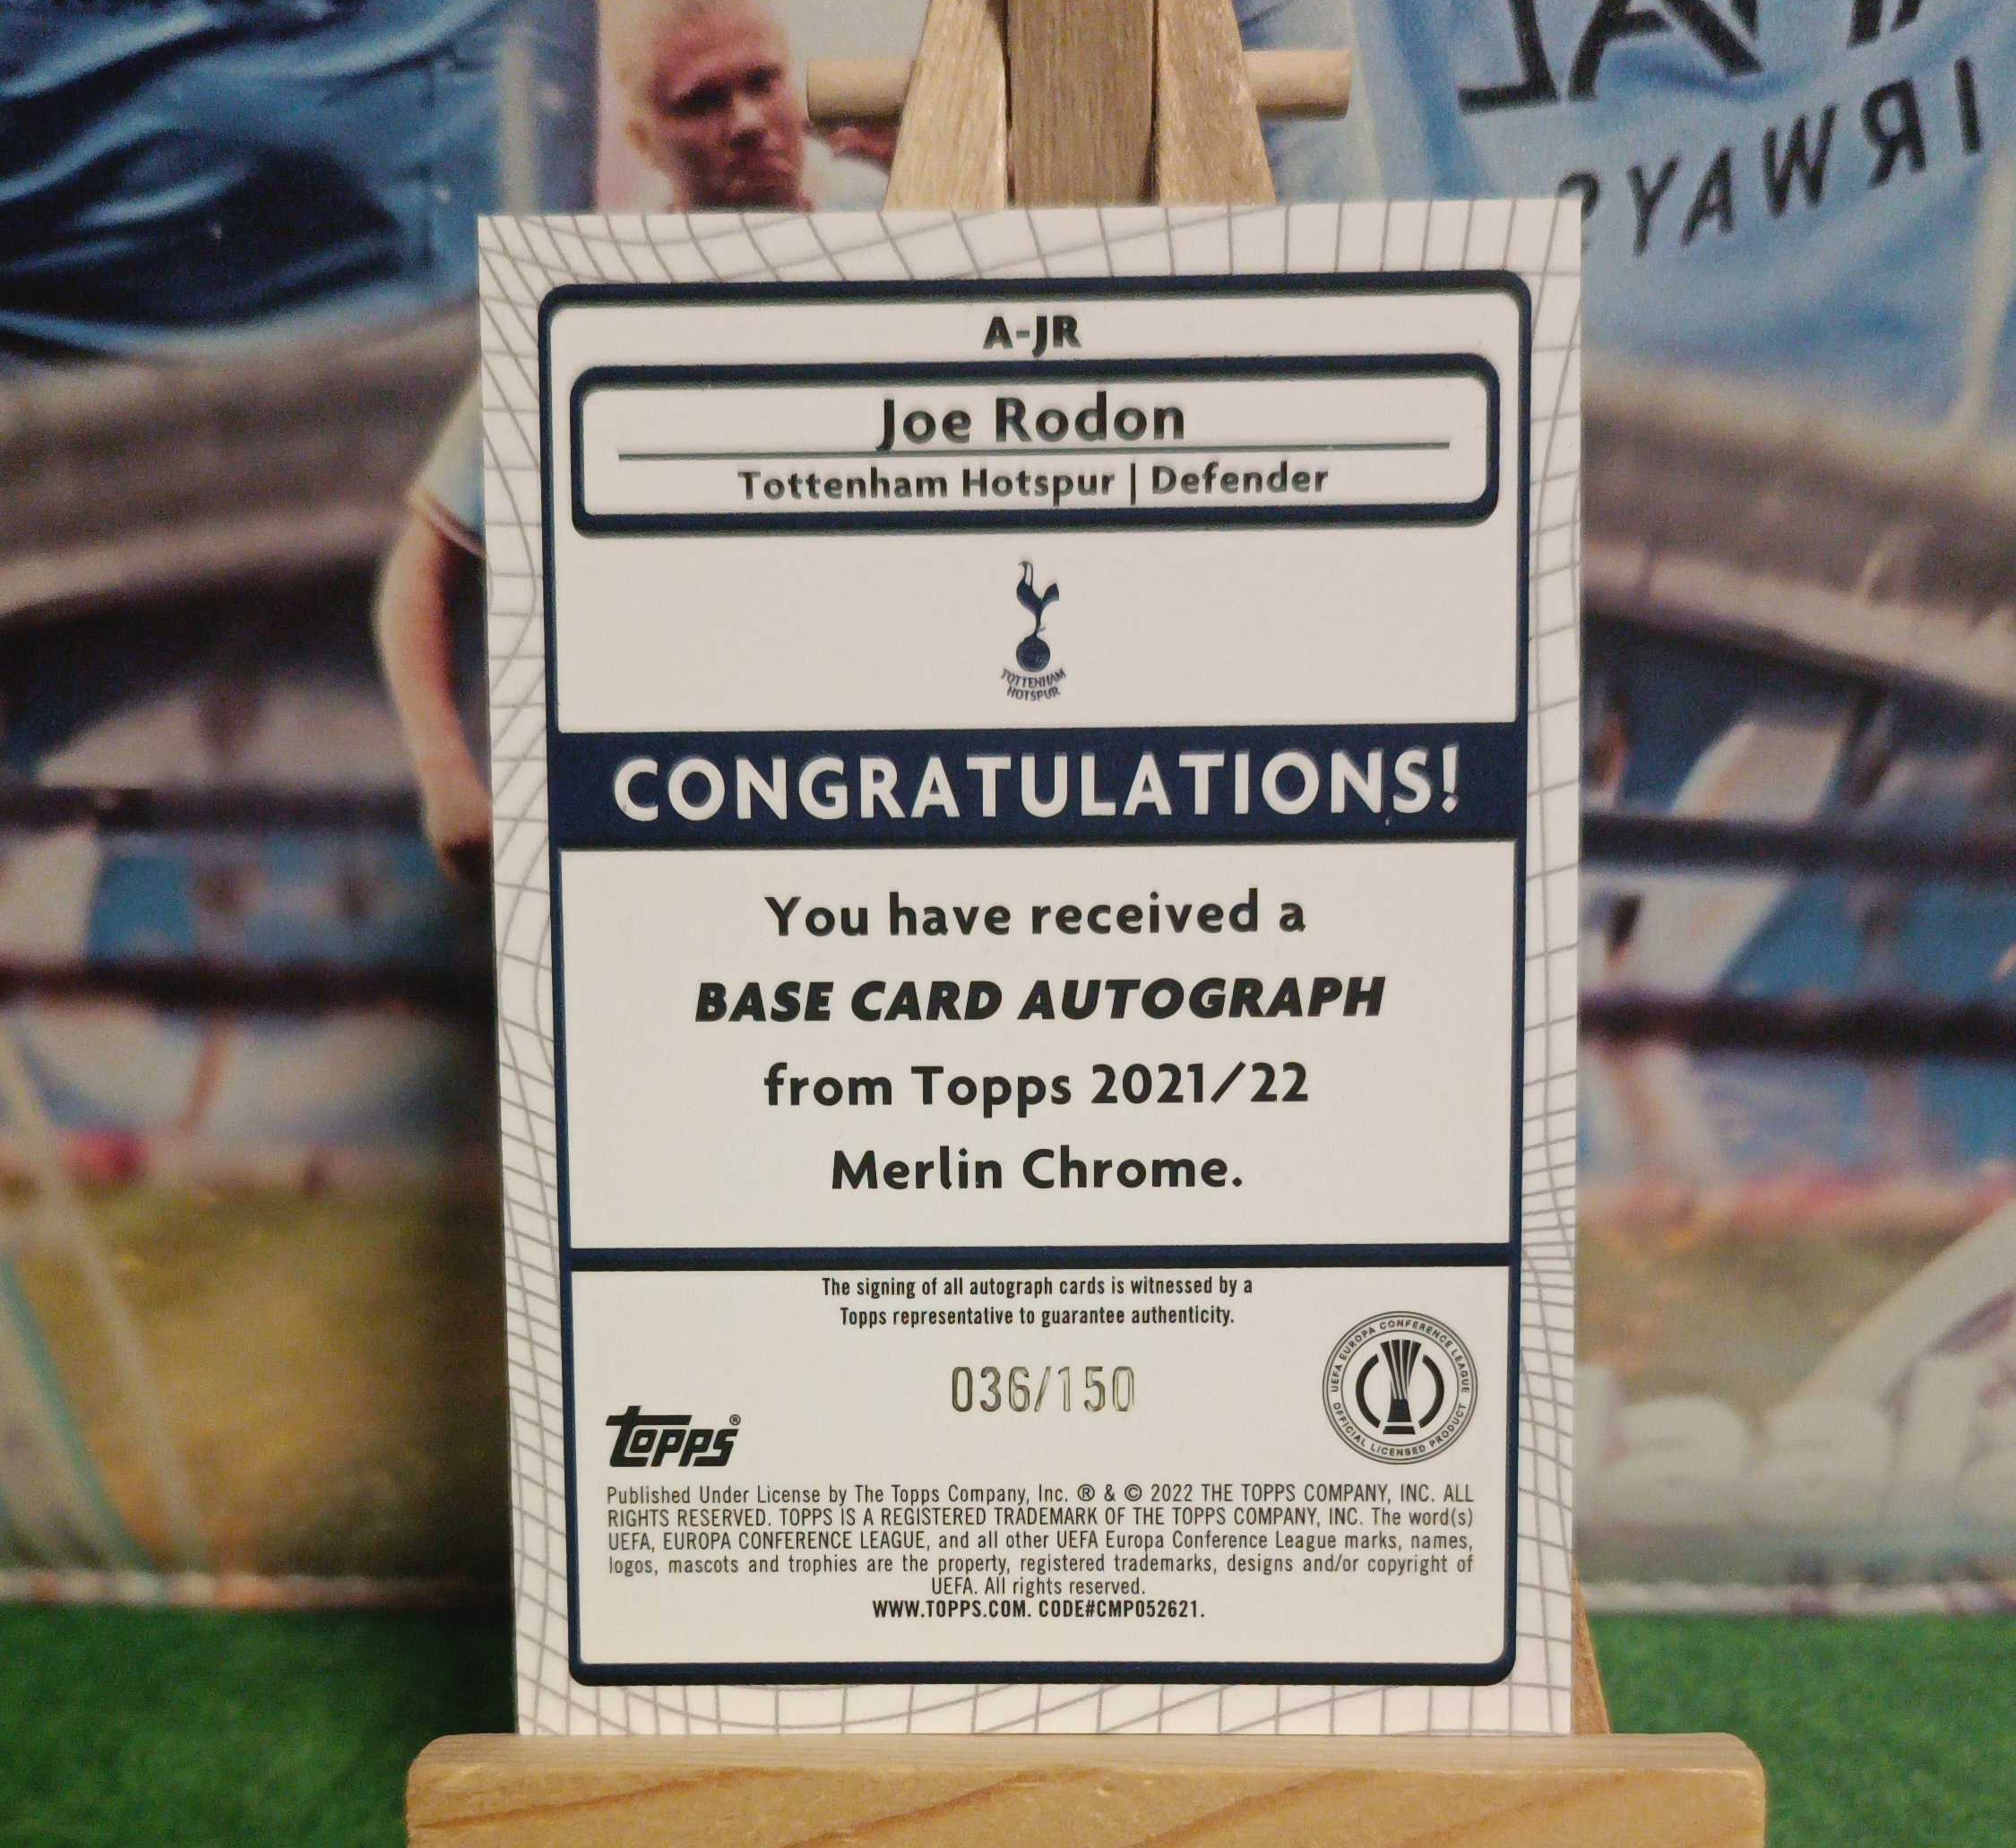 IRWAYS
A-JR
Joe Rodon
Tottenham Hotspur | Defender
TOTTENHAM
HOTSPUR
CONGRATULATIONS!
You have received a
BASE CARD AUTOGRAPH
from Topps 2021/22
Merlin Chrome.
The signing of all autograph cards is witnessed by a
Topps representative to guarantee authenticity.
036/150
Topps®
UEFA EUROPA CONFERENCE LEAGUE
OFFICIAL LICENSED PRODUCT
Published Under License by The Topps Company, Inc. ® & © 2022 THE TOPPS COMPANY, INC. ALL
RIGHTS RESERVED. TOPPS IS A REGISTERED TRADEMARK OF THE TOPPS COMPANY, INC. The word(s)
UEFA, EUROPA CONFERENCE LEAGUE, and all other UEFA Europa Conference League marks, names,
logos, mascots and trophies are the property, registered trademarks, designs and/or copyright of
UEFA. All rights reserved.
WWW.TOPPS.COM. CODE#CMP052621.